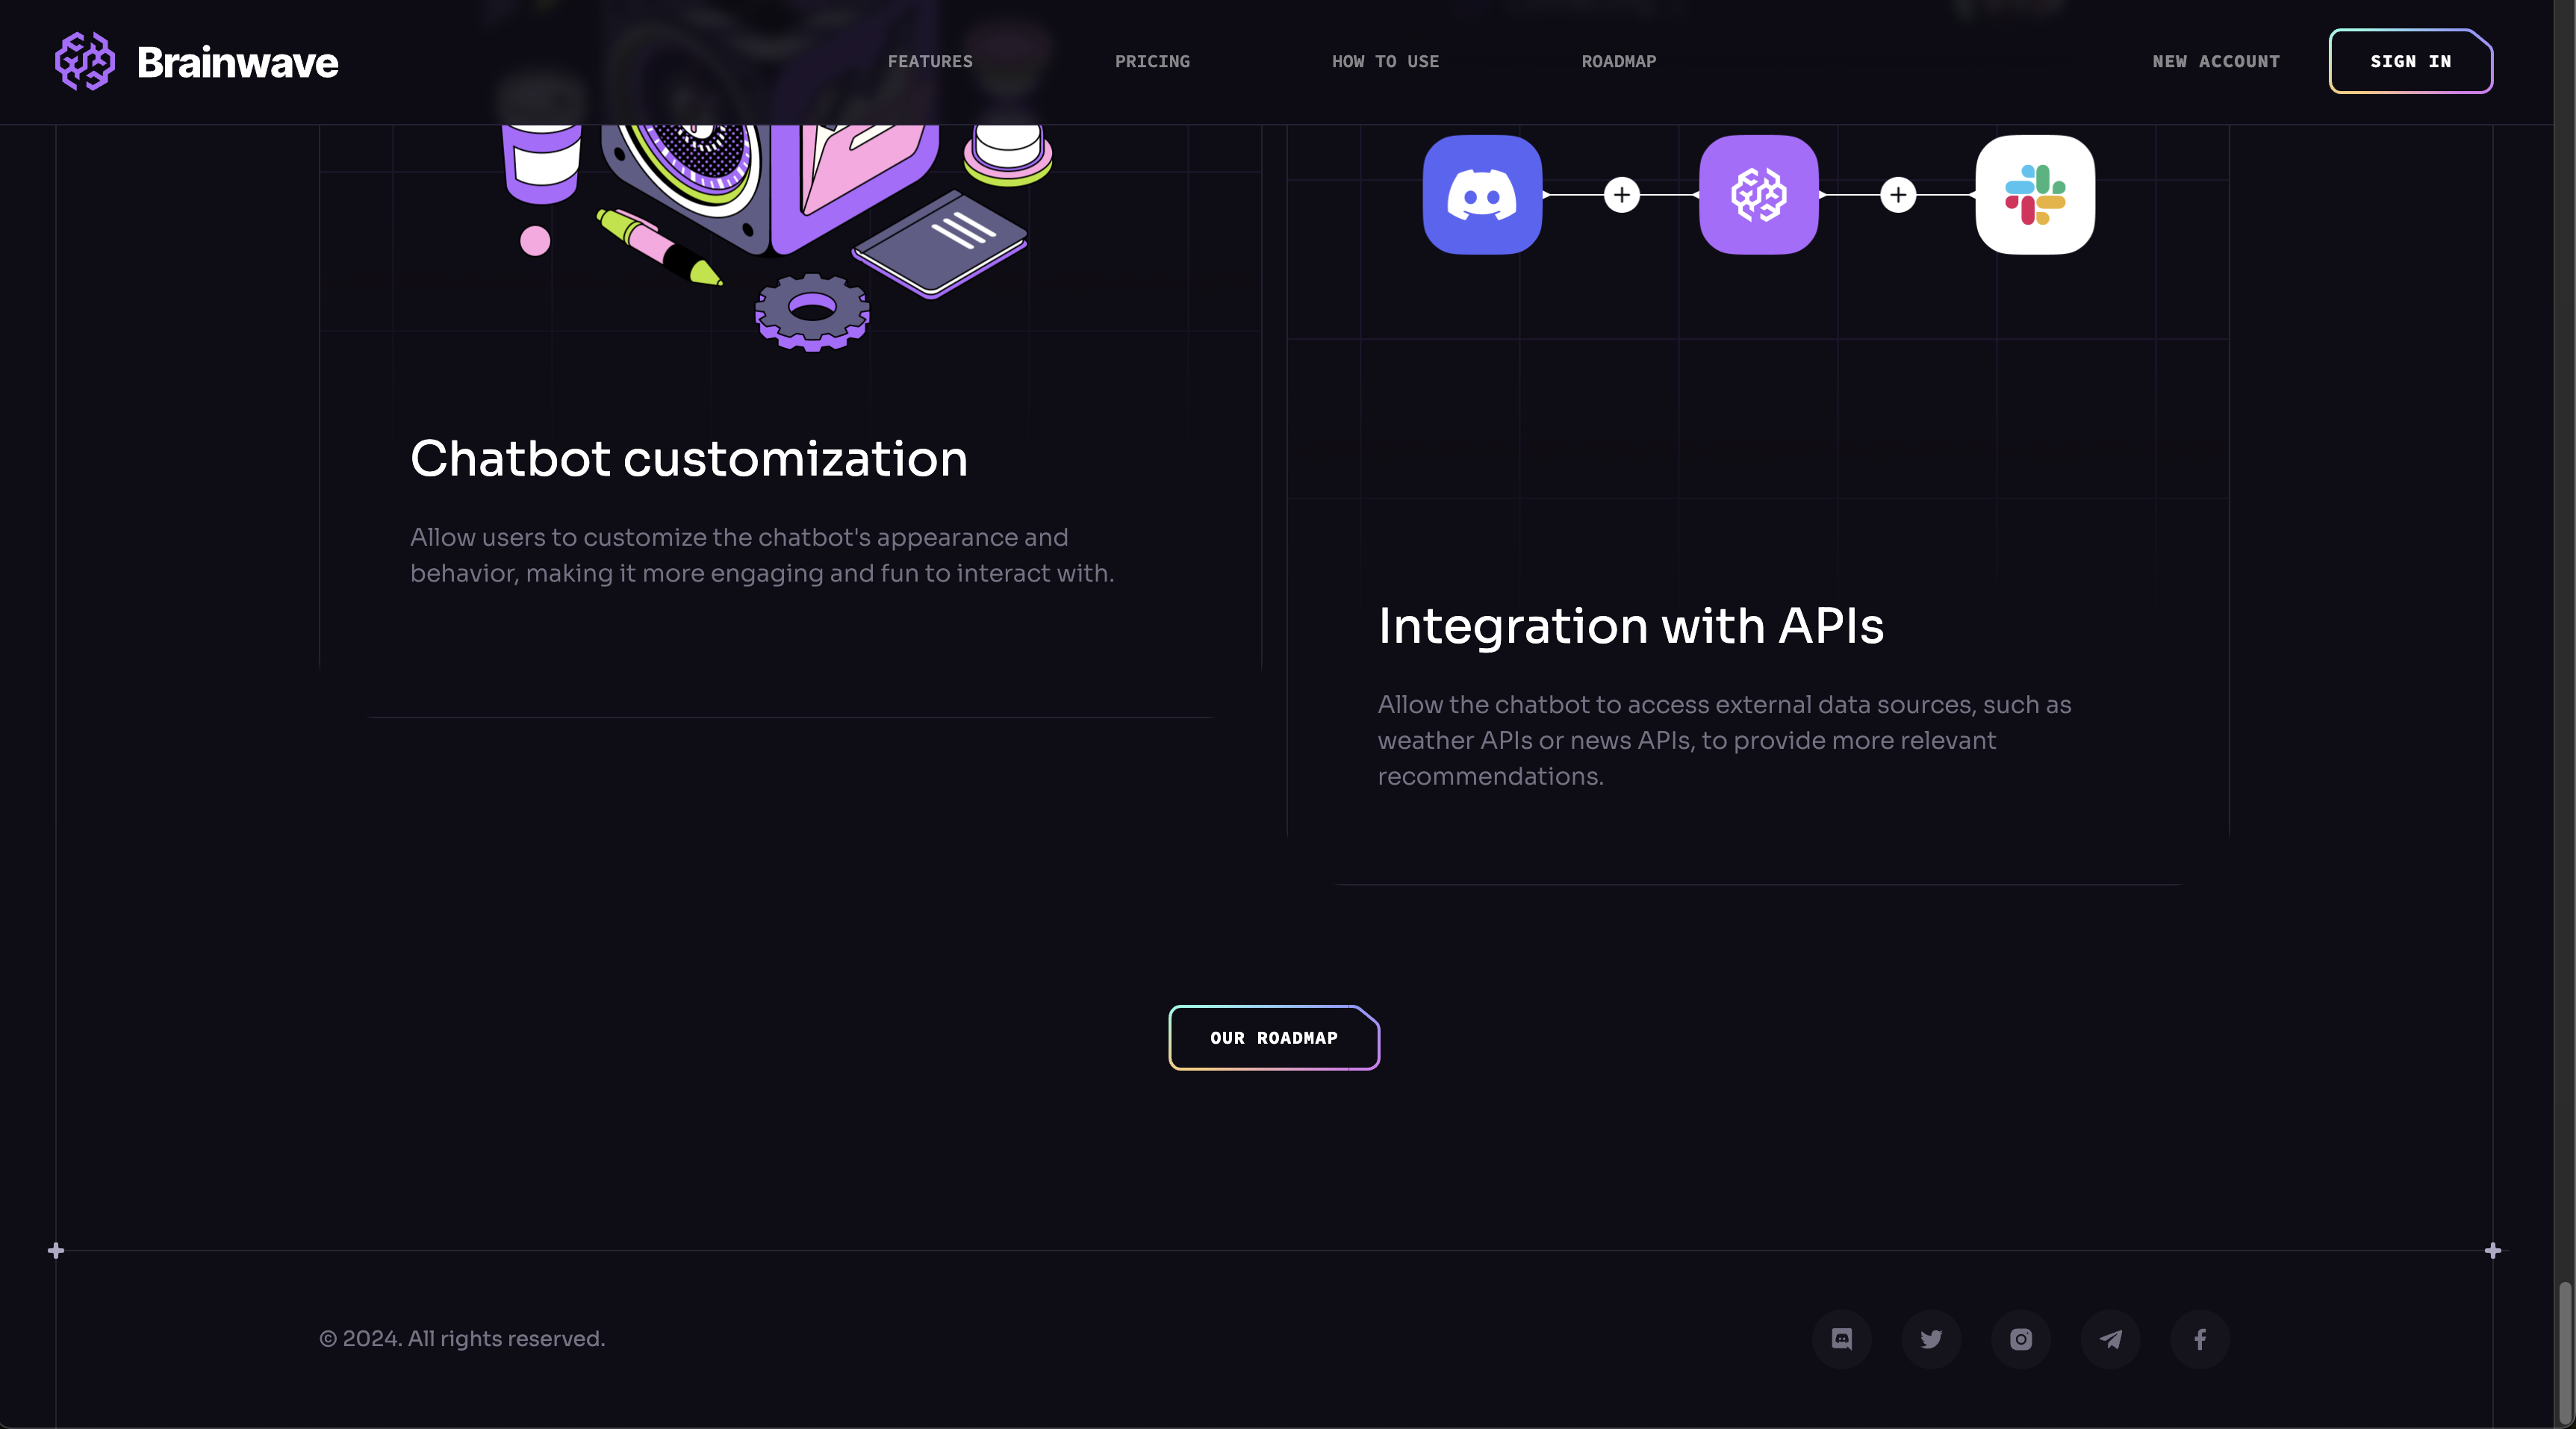 Brainwave
FEATURES
PRICING
HOW TO USE
ROADMAP
NEW ACCOUNT
SIGN IN
Chatbot customization
Allow users to customize the chatbot's appearance and
behavior, making it more engaging and fun to interact with.
Integration with APIs
Allow the chatbot to access external data sources, such as
weather APIs or news APIs, to provide more relevant
recommendations.
OUR ROADMAP
© 2024. All rights reserved.